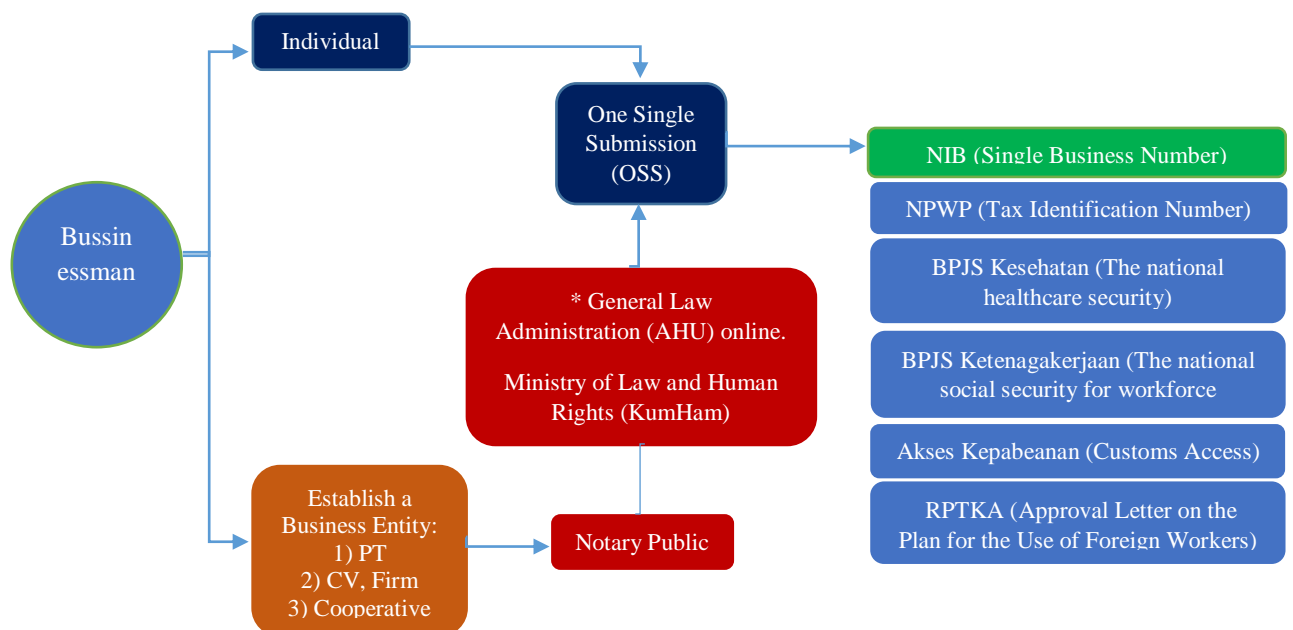 Individual
One Single
Submission
(OSS)
NIB (Single Business Number)
NPWP (Tax Identification Number)
Bussin
essman
BPJS Kesehatan (The national
healthcare security)
* General Law
Administration (AHU) online.
Ministry of Law and Human
Rights (KumHam)
BPJS Ketenagakerjaan (The national
social security for workforce
Akses Kepabeanan (Customs Access)
Establish a
Business Entity:
1) PT
2) CV, Firm
3) Cooperative
Notary Public
RPTKA (Approval Letter on the
Plan for the Use of Foreign Workers)